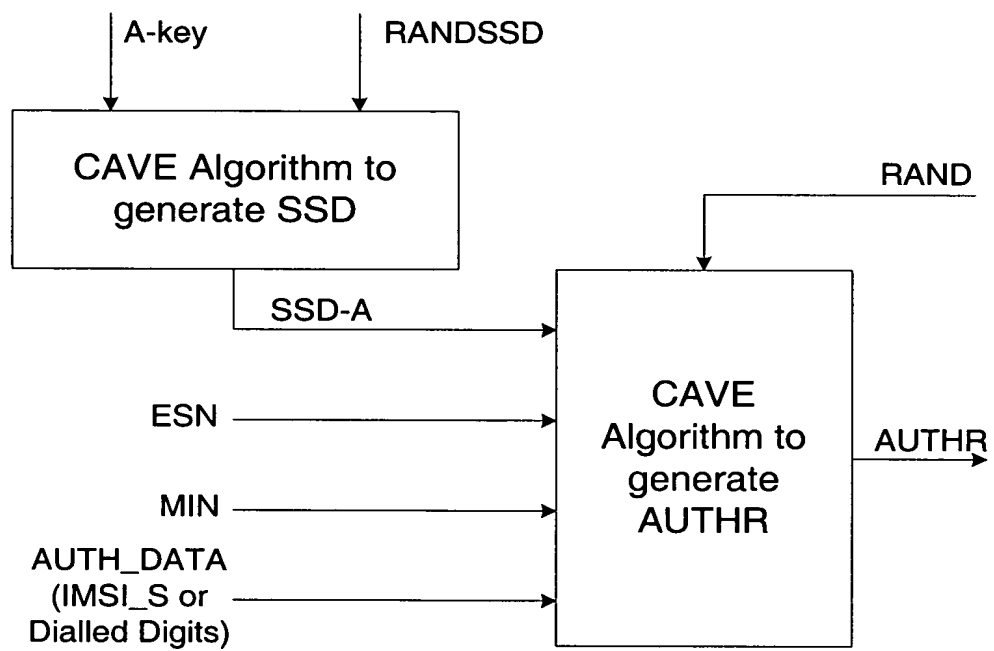 A-key
RANDSSD
CAVE Algorithm to
generate SSD
RAND
SSD-A
ESN
MIN
AUTH_DATA
(IMSI_S or
Dialled Digits)
CAVE
Algorithm to
generate
AUTHR
AUTHR